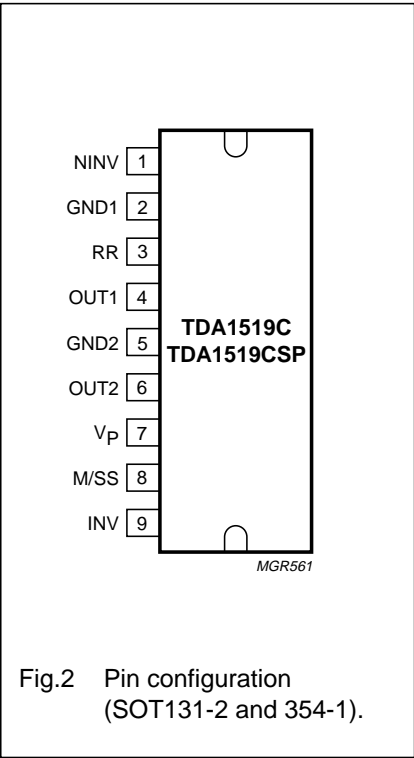 NINV 1
GND1 2
RR 3
OUT1 4
GND2 5
OUT2 6
VP 7
M/SS 8
INV 9
TDA1519C
TDA1519CSP
MGR561
Fig.2 Pin configuration
(SOT131-2 and 354-1).